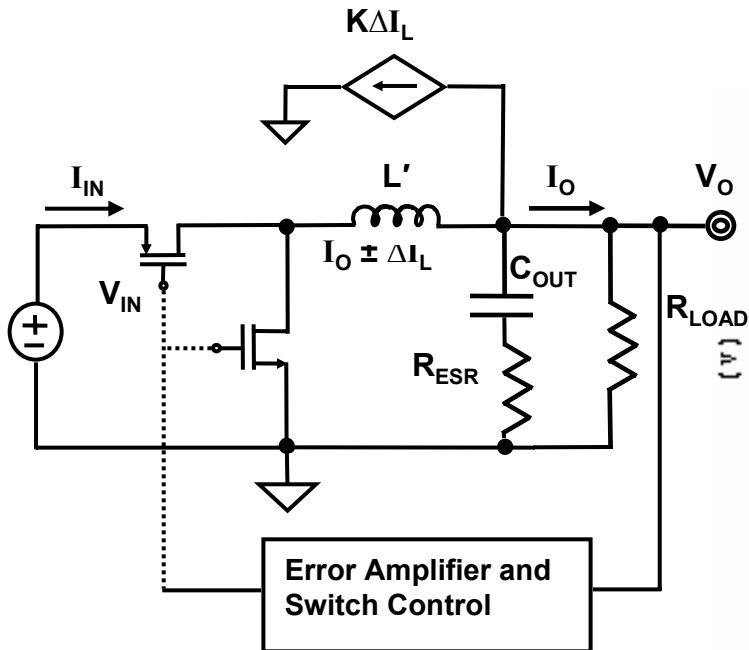 KΔI_L
L′
I_IN
I_O
V_O
I_O ± ΔI_L
C_OUT
V_IN
R_LOAD
R_ESR
Error Amplifier and
Switch Control